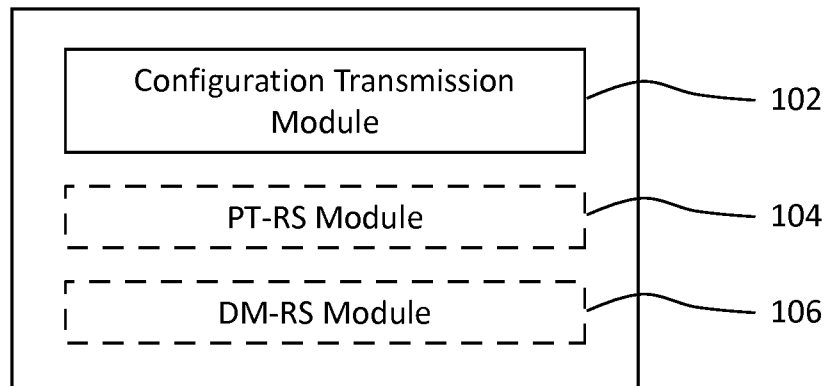 Configuration Transmission
Module
102
PT-RS Module
104
DM-RS Module
106